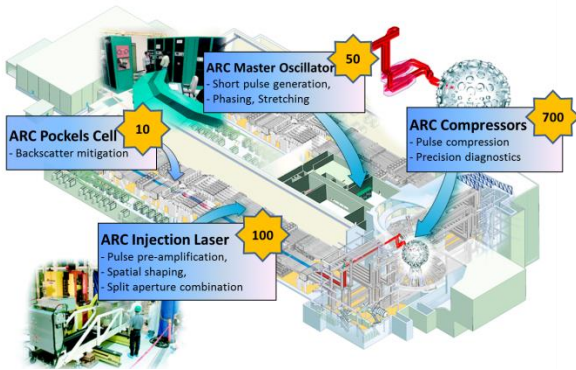 ARC Master Oscillator
50
- Short pulse generation,
- Phasing, Stretching
ARC Pockels Cell
10
- Backscatter mitigation
ARC Compressors
700
- Pulse compression
- Precision diagnostics
ARC Injection Laser
100
- Pulse pre-amplification,
- Spatial shaping,
- Split aperture combination